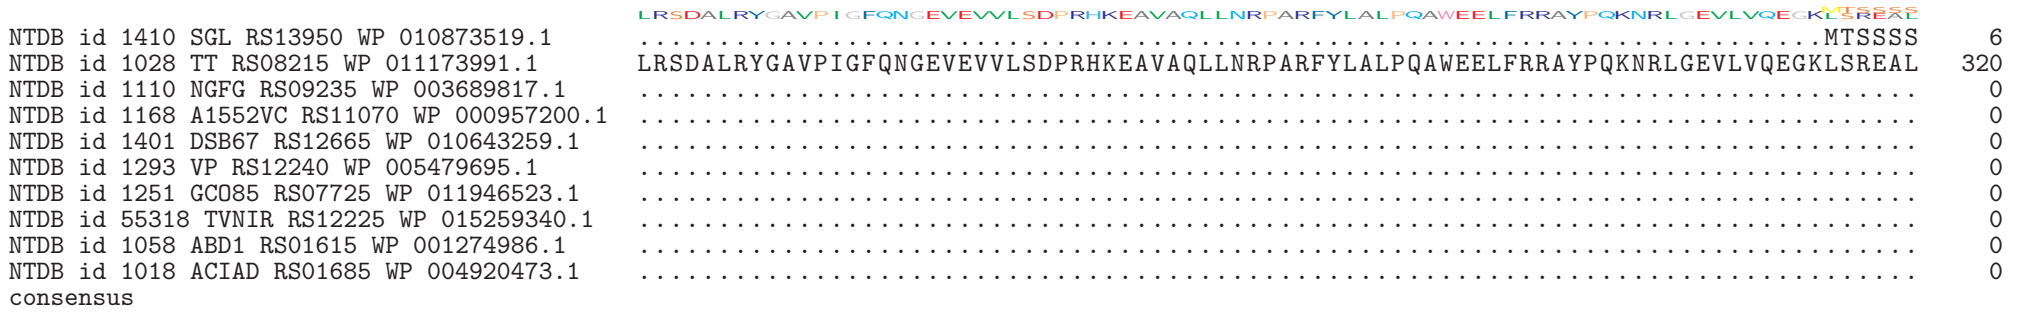 LRSDALRYGAVPIGFQNGEVEVVLSDPRHKEAVAQLLNRPARFYLALPQAWEELFRRAYPQKNRLGEVLVQEGK
NTDB id 1410 SGL RS13950 WP 010873519.1 ..........................................................................MTSSSS 6
NTDB id 1028 TT RS08215 WP 011173991.1 LRSDALRYGAVPIGFQNGEVEVVLSDPRHKEAVAQLLNRPARFYLALPQAWEELFRRAYPQKNRLGEVLVQEGKLSREAL 320
NTDB id 1110 NGFG RS09235 WP 003689817.1 ................................................................................ 0
NTDB id 1168 A1552VC RS11070 WP 000957200.1 ................................................................................ 0
NTDB id 1401 DSB67 RS12665 WP 010643259.1 ................................................................................ 0
NTDB id 1293 VP RS12240 WP 005479695.1 ................................................................................ 0
NTDB id 1251 GCO85 RS07725 WP 011946523.1 ................................................................................ 0
NTDB id 55318 TVNIR RS12225 WP 015259340.1 ................................................................................ 0
NTDB id 1058 ABD1 RS01615 WP 001274986.1 ................................................................................ 0
NTDB id 1018 ACIAD RS01685 WP 004920473.1 ................................................................................ 0
consensus